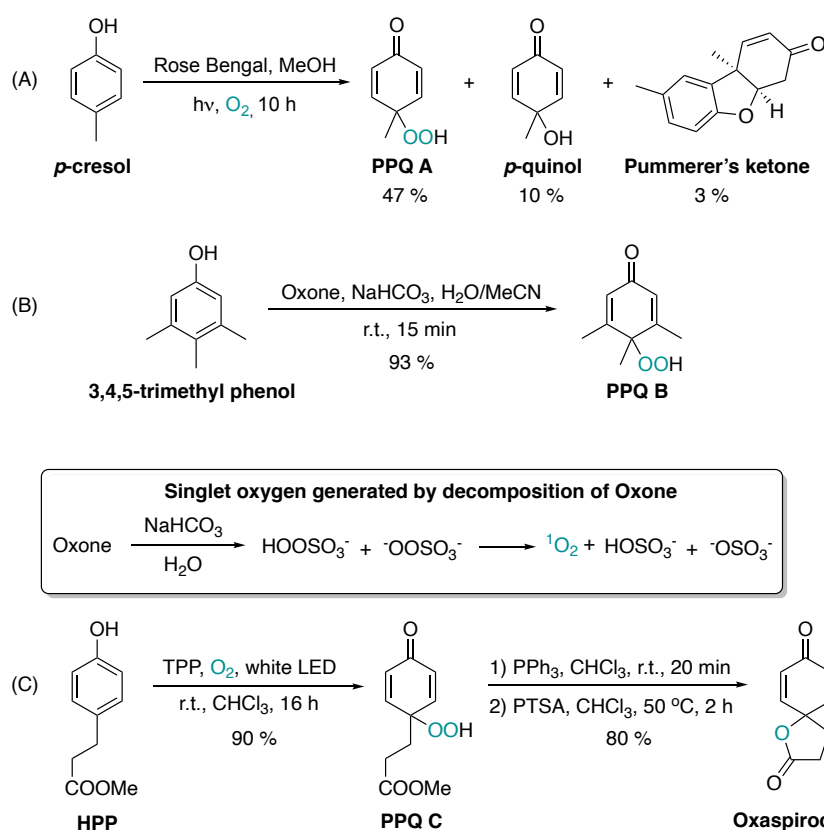 (A)
OH
p-cresol
Rose Bengal, MeOH
hν, O2, 10 h
O
OOH
PPQ A
47 %
+
O
OH
p-quinol
10 %
+
O
O
H
Pummerer's ketone
3 %
(B)
OH
3,4,5-trimethyl phenol
Oxone, NaHCO3, H2O/MeCN
r.t., 15 min
93 %
O
OOH
PPQ B
Singlet oxygen generated by decomposition of Oxone
Oxone
NaHCO3
H2O
HOOSO3- + -OOSO3-
1O2 + HOSO3- + -OSO3-
(C)
OH
COOMe
HPP
TPP, O2, white LED
r.t., CHCl3, 16 h
90 %
O
OOH
COOMe
PPQ C
1) PPh3, CHCl3, r.t., 20 min
2) PTSA, CHCl3, 50 oC, 2 h
80 %
O
O
O